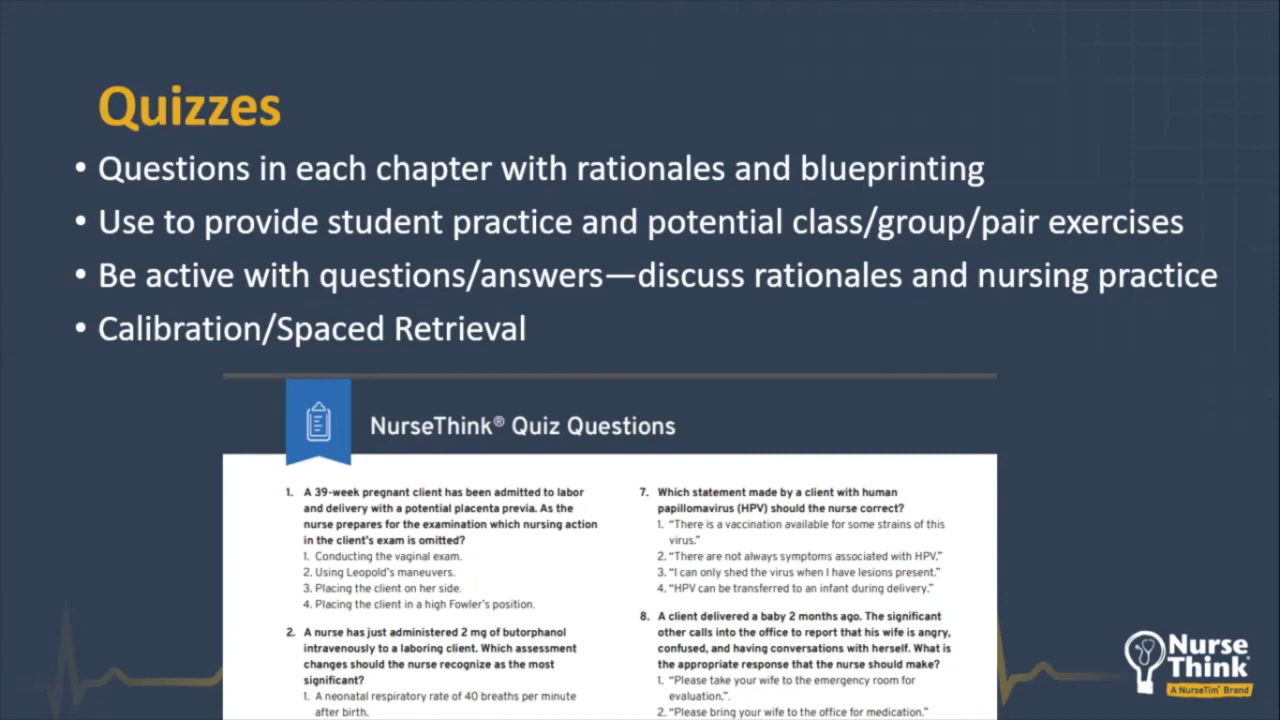 Quizzes
• Questions in each chapter with rationales and blueprinting
• Use to provide student practice and potential class/group/pair exercises
• Be active with questions/answers—discuss rationales and nursing practice
• Calibration/Spaced Retrieval
NurseThink® Quiz Questions
1. A 39-week pregnant client has been admitted to labor
and delivery with a potential placenta previa. As the
nurse prepares for the examination which nursing action
in the client's exam is omitted?
1. Conducting the vaginal exam.
2. Using Leopold's maneuvers.
3. Placing the client on her side.
4. Placing the client in a high Fowler's position.
2. A nurse has just administered 2 mg of butorphanol
intravenously to a laboring client. Which assessment
changes should the nurse recognize as the most
significant?
1. A neonatal respiratory rate of 40 breaths per minute
after birth.
7. Which statement made by a client with human
papillomavirus (HPV) should the nurse correct?
1. “There is a vaccination available for some strains of this
virus.”
2. “There are not always symptoms associated with HPV.”
3. “I can only shed the virus when I have lesions present.”
4. “HPV can be transferred to an infant during delivery.”
8. A client delivered a baby 2 months ago. The significant
other calls into the office to report that his wife is angry,
confused, and having conversations with herself. What is
the appropriate response that the nurse should make?
1. “Please take your wife to the emergency room for
evaluation.”.
2. “Please bring your wife to the office for medication.”
Nurse
Think®
A NurseTim® Brand